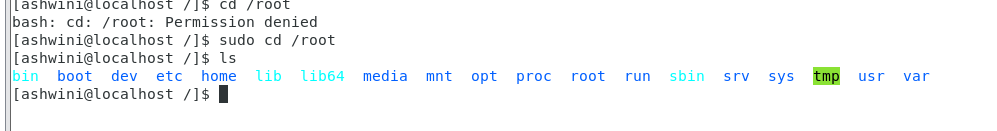 [ashwini@localhost /]$ cd /root
bash: cd: /root: Permission denied
[ashwini@localhost /]$ sudo cd /root
[ashwini@localhost /]$ ls
bin  boot  dev  etc  home  lib  lib64  media  mnt  opt  proc  root  run  sbin  srv  sys  tmp  usr  var
[ashwini@localhost /]$